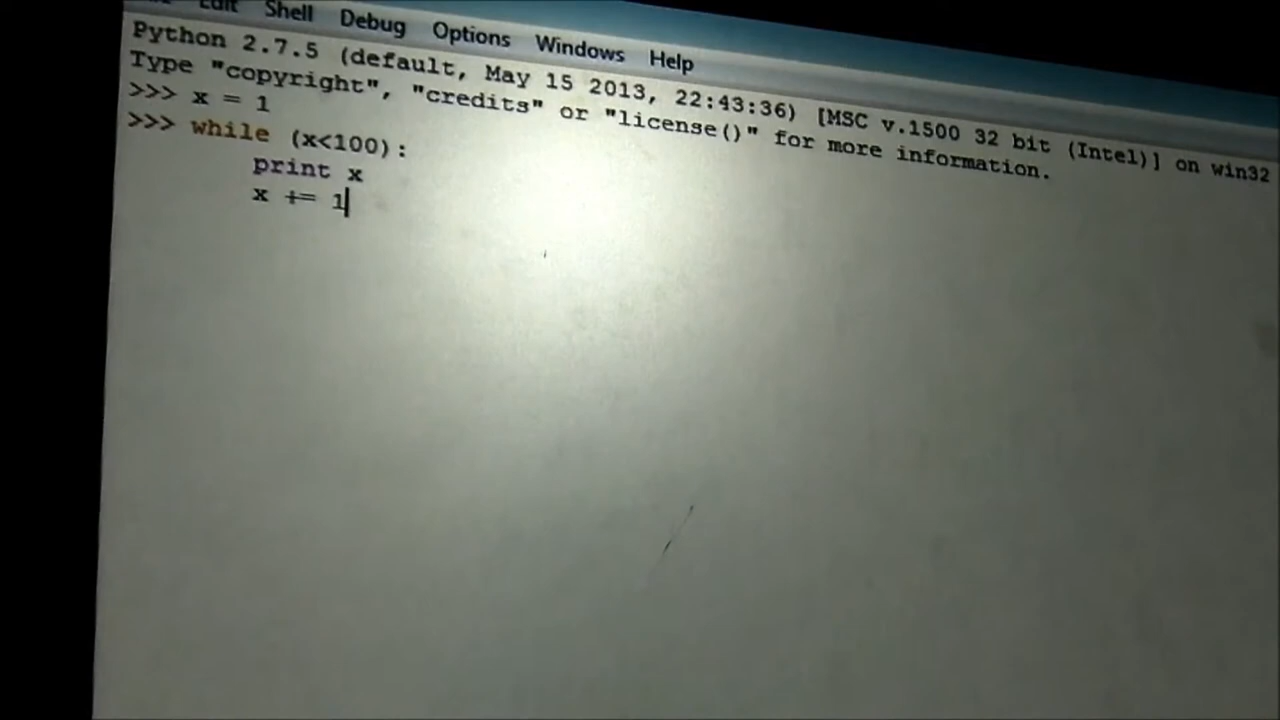 Edit Shell Debug Options Windows Help
Python 2.7.5 (default, May 15 2013, 22:43:36) [MSC v.1500 32 bit (Intel)] on win32
Type "copyright", "credits" or "license()" for more information.
>>> x = 1
>>> while (x<100):
print x
x += 1